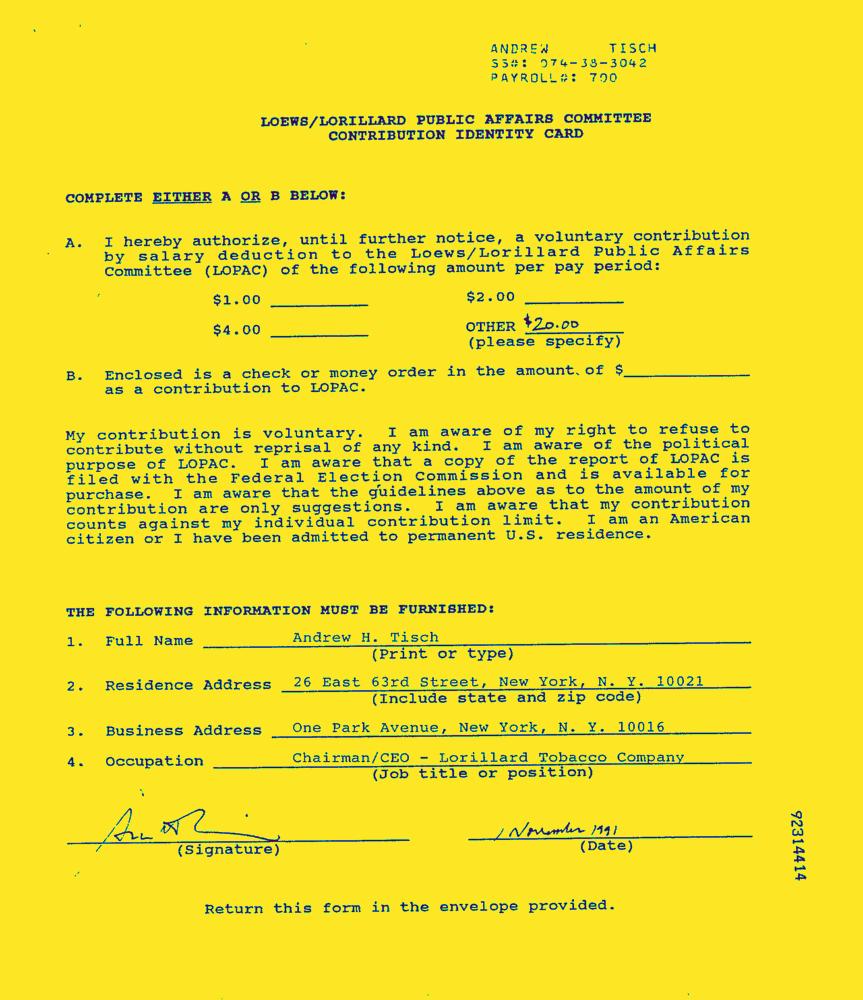 ANDREW TISCH
SS#: 074-38-3042
PAYROLL#: 700
LOEWS/LORILLARD PUBLIC AFFAIRS COMMITTEE
CONTRIBUTION IDENTITY CARD
COMPLETE EITHER A OR B BELOW:
A. I hereby authorize, until further notice, a voluntary contribution
by salary deduction to the Loews/Lorillard Public Affairs
Committee (LOPAC) of the following amount per pay period:
$1.00 ________ $2.00 ________
$4.00 ________ OTHER $20.00
(please specify)
B. Enclosed is a check or money order in the amount of $________
as a contribution to LOPAC.
My contribution is voluntary. I am aware of my right to refuse to
contribute without reprisal of any kind. I am aware of the political
purpose of LOPAC. I am aware that a copy of the report of LOPAC is
filed with the Federal Election Commission and is available for
purchase. I am aware that the guidelines above as to the amount of my
contribution are only suggestions. I am aware that my contribution
counts against my individual contribution limit. I am an American
citizen or I have been admitted to permanent U.S. residence.
THE FOLLOWING INFORMATION MUST BE FURNISHED:
1. Full Name Andrew H. Tisch
(Print or type)
2. Residence Address 26 East 63rd Street, New York, N. Y. 10021
(Include state and zip code)
3. Business Address One Park Avenue, New York, N. Y. 10016
4. Occupation Chairman/CEO - Lorillard Tobacco Company
(Job title or position)
1 November 1991
(Signature) (Date)
92314414
Return this form in the envelope provided.